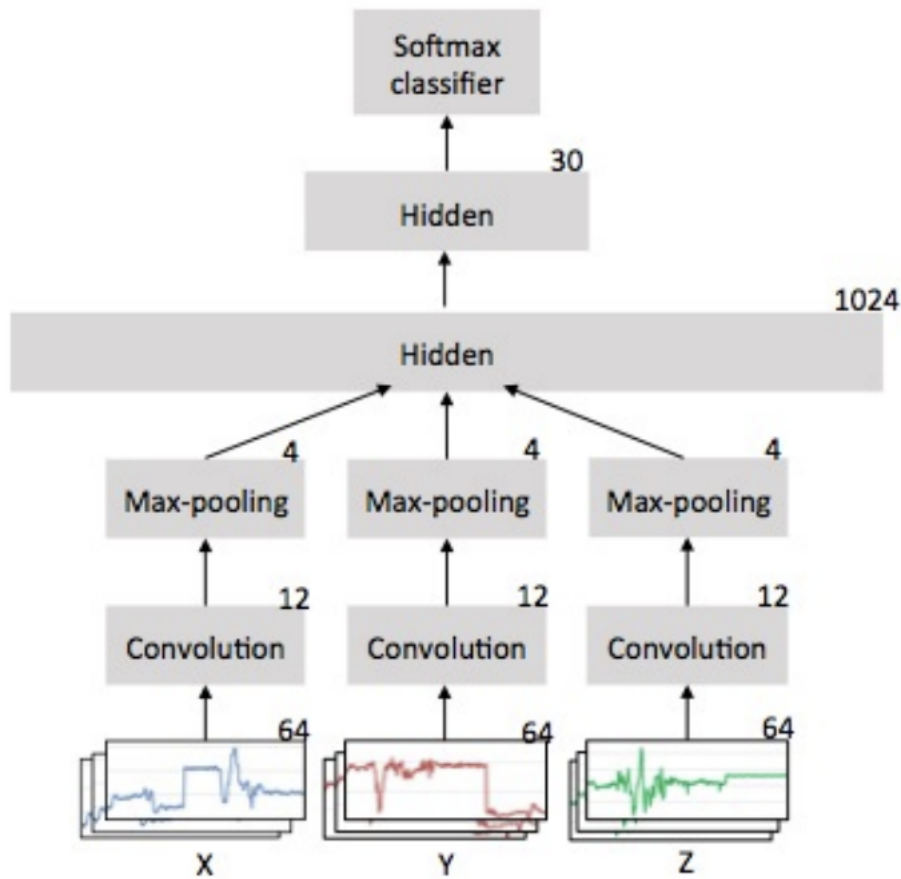 Softmax
classifier
30
Hidden
1024
Hidden
4 4 4
Max-pooling Max-pooling Max-pooling
12 12 12
Convolution Convolution Convolution
64 64 64
X Y Z